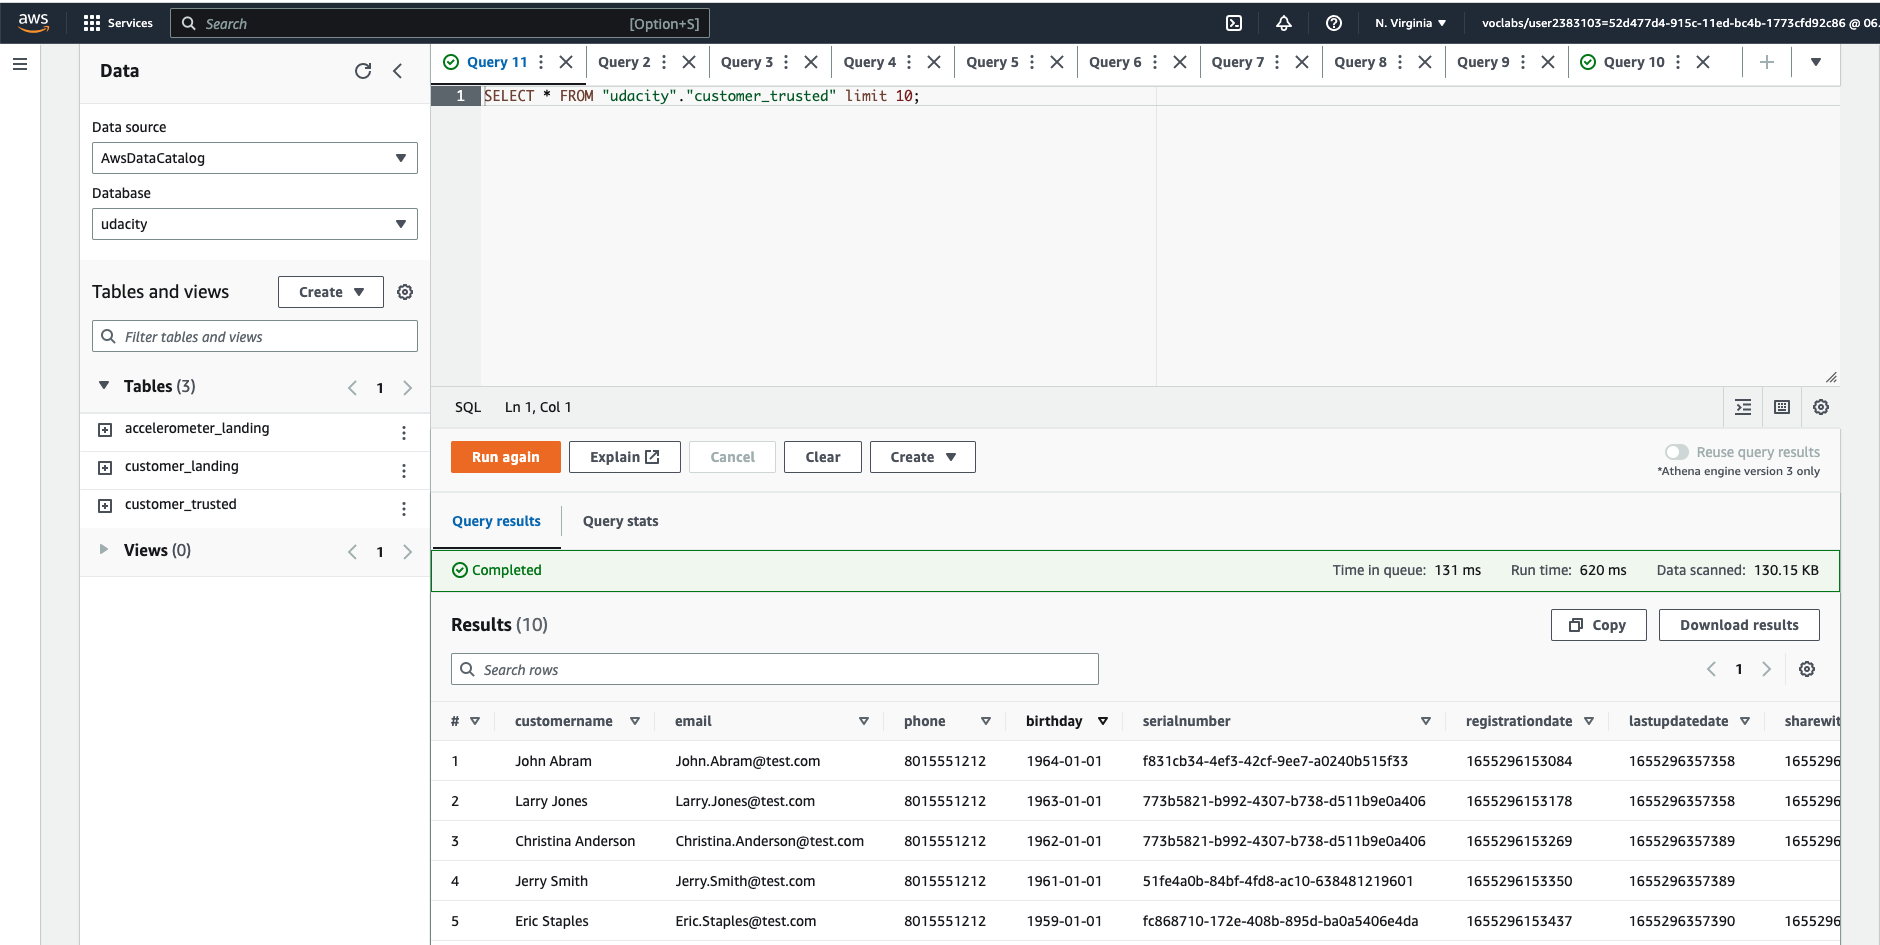 aws Services Search [Option+S] N. Virginia voclabs/user2383103=52d477d4-915c-11ed-bc4b-1773cfd92c86 @ 06
Data
Data source
AwsDataCatalog
Database
udacity
Tables and views Create
Filter tables and views
Tables (3) 1
accelerometer_landing
customer_landing
customer_trusted
Views (0) 1
Query 11 Query 2 Query 3 Query 4 Query 5 Query 6 Query 7 Query 8 Query 9 Query 10
1 SELECT * FROM "udacity"."customer_trusted" limit 10;
SQL Ln 1, Col 1
Run again Explain Cancel Clear Create Reuse query results
*Athena engine version 3 only
Query results Query stats
Completed Time in queue: 131 ms Run time: 620 ms Data scanned: 130.15 KB
Results (10) Copy Download results
Search rows 1
# customername email phone birthday serialnumber registrationdate lastupdatedate sharewit
1 John Abram John.Abram@test.com 8015551212 1964-01-01 f831cb34-4ef3-42cf-9ee7-a0240b515f33 1655296153084 1655296357358 1655296
2 Larry Jones Larry.Jones@test.com 8015551212 1963-01-01 773b5821-b992-4307-b738-d511b9e0a406 1655296153178 1655296357358 1655296
3 Christina Anderson Christina.Anderson@test.com 8015551212 1962-01-01 773b5821-b992-4307-b738-d511b9e0a406 1655296153269 1655296357389 1655296
4 Jerry Smith Jerry.Smith@test.com 8015551212 1961-01-01 51fe4a0b-84bf-4fd8-ac10-638481219601 1655296153350 1655296357389
5 Eric Staples Eric.Staples@test.com 8015551212 1959-01-01 fc868710-172e-408b-895d-ba0a5406e4da 1655296153437 1655296357390 1655296